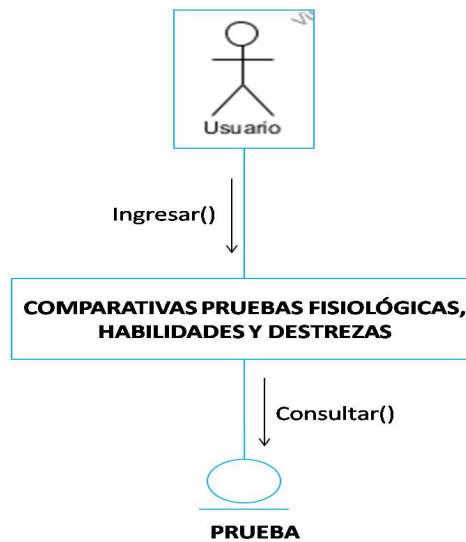 Usuario
Ingresar()
COMPARATIVAS PRUEBAS FISIOLÓGICAS,
HABILIDADES Y DESTREZAS
Consultar()
PRUEBA